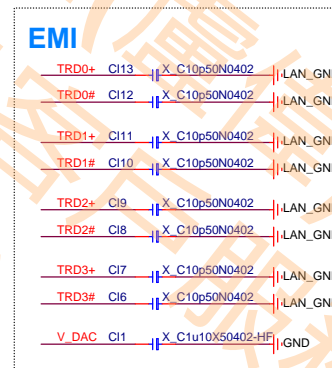 EMI
TRD0+ CI13 X_C10p50N0402 LAN_GN
TRD0# CI12 X_C10p50N0402 LAN_GN
TRD1+ CI11 X_C10p50N0402 LAN_GN
TRD1# CI10 X_C10p50N0402 LAN_GN
TRD2+ CI9 X_C10p50N0402 LAN_GN
TRD2# CI8 X_C10p50N0402 LAN_GN
TRD3+ CI7 X_C10p50N0402 LAN_GN
TRD3# CI6 X_C10p50N0402 LAN_GN
V_DAC CI1 X_C1u10X50402-HF GND